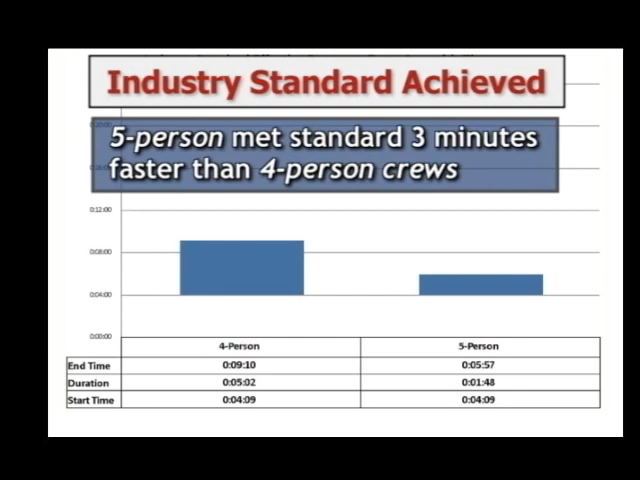 Industry Standard Achieved
5-person met standard 3 minutes
faster than 4-person crews
0:12:00
0:08:00
0:04:00
0:00:00
4-Person 5-Person
End Time 0:09:10 0:05:57
Duration 0:05:02 0:01:48
Start Time 0:04:09 0:04:09